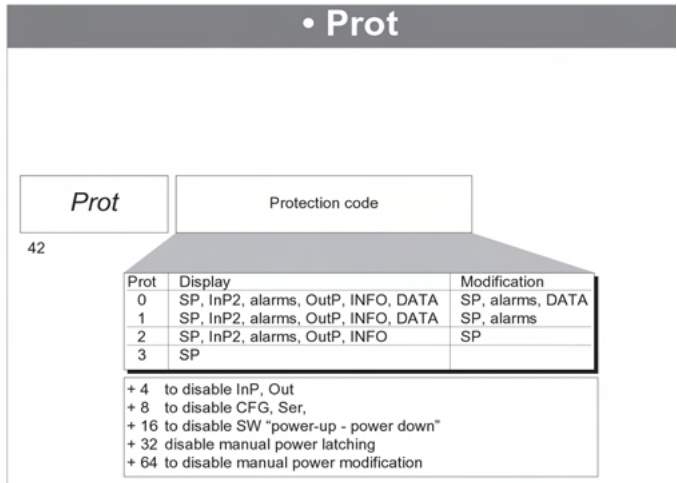 • Prot
Prot Protection code
42
Prot Display Modification
0 SP, InP2, alarms, OutP, INFO, DATA SP, alarms, DATA
1 SP, InP2, alarms, OutP, INFO, DATA SP, alarms
2 SP, InP2, alarms, OutP, INFO SP
3 SP
+ 4 to disable InP, Out
+ 8 to disable CFG, Ser,
+ 16 to disable SW “power-up - power down”
+ 32 disable manual power latching
+ 64 to disable manual power modification